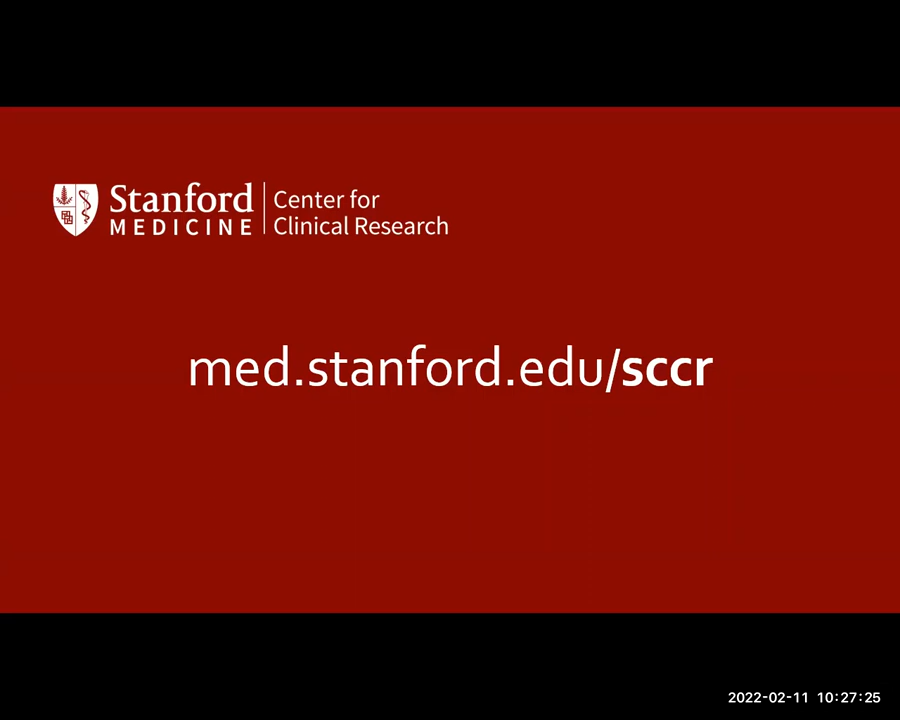 Stanford
MEDICINE
Center for
Clinical Research
med.stanford.edu/sccr
2022-02-11 10:27:25